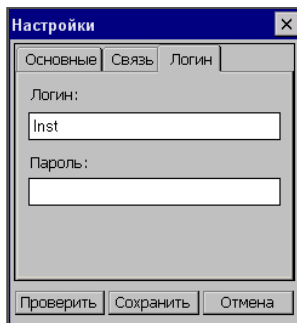 Настройки
Основные Связь Логин
Логин:
Inst
Пароль:
Проверить Сохранить Отмена